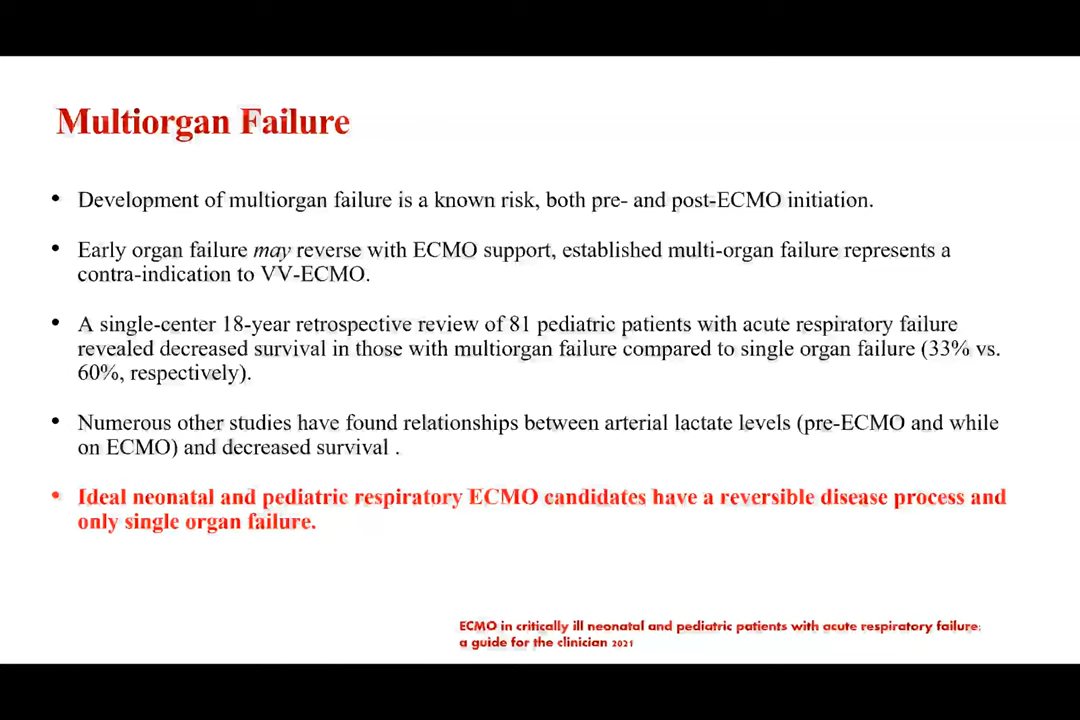 Multiorgan Failure
• Development of multiorgan failure is a known risk, both pre- and post-ECMO initiation.
• Early organ failure may reverse with ECMO support, established multi-organ failure represents a
contra-indication to VV-ECMO.
• A single-center 18-year retrospective review of 81 pediatric patients with acute respiratory failure
revealed decreased survival in those with multiorgan failure compared to single organ failure (33% vs.
60%, respectively).
• Numerous other studies have found relationships between arterial lactate levels (pre-ECMO and while
on ECMO) and decreased survival .
• Ideal neonatal and pediatric respiratory ECMO candidates have a reversible disease process and
only single organ failure.
ECMO in critically ill neonatal and pediatric patients with acute respiratory failure:
a guide for the clinician 2021